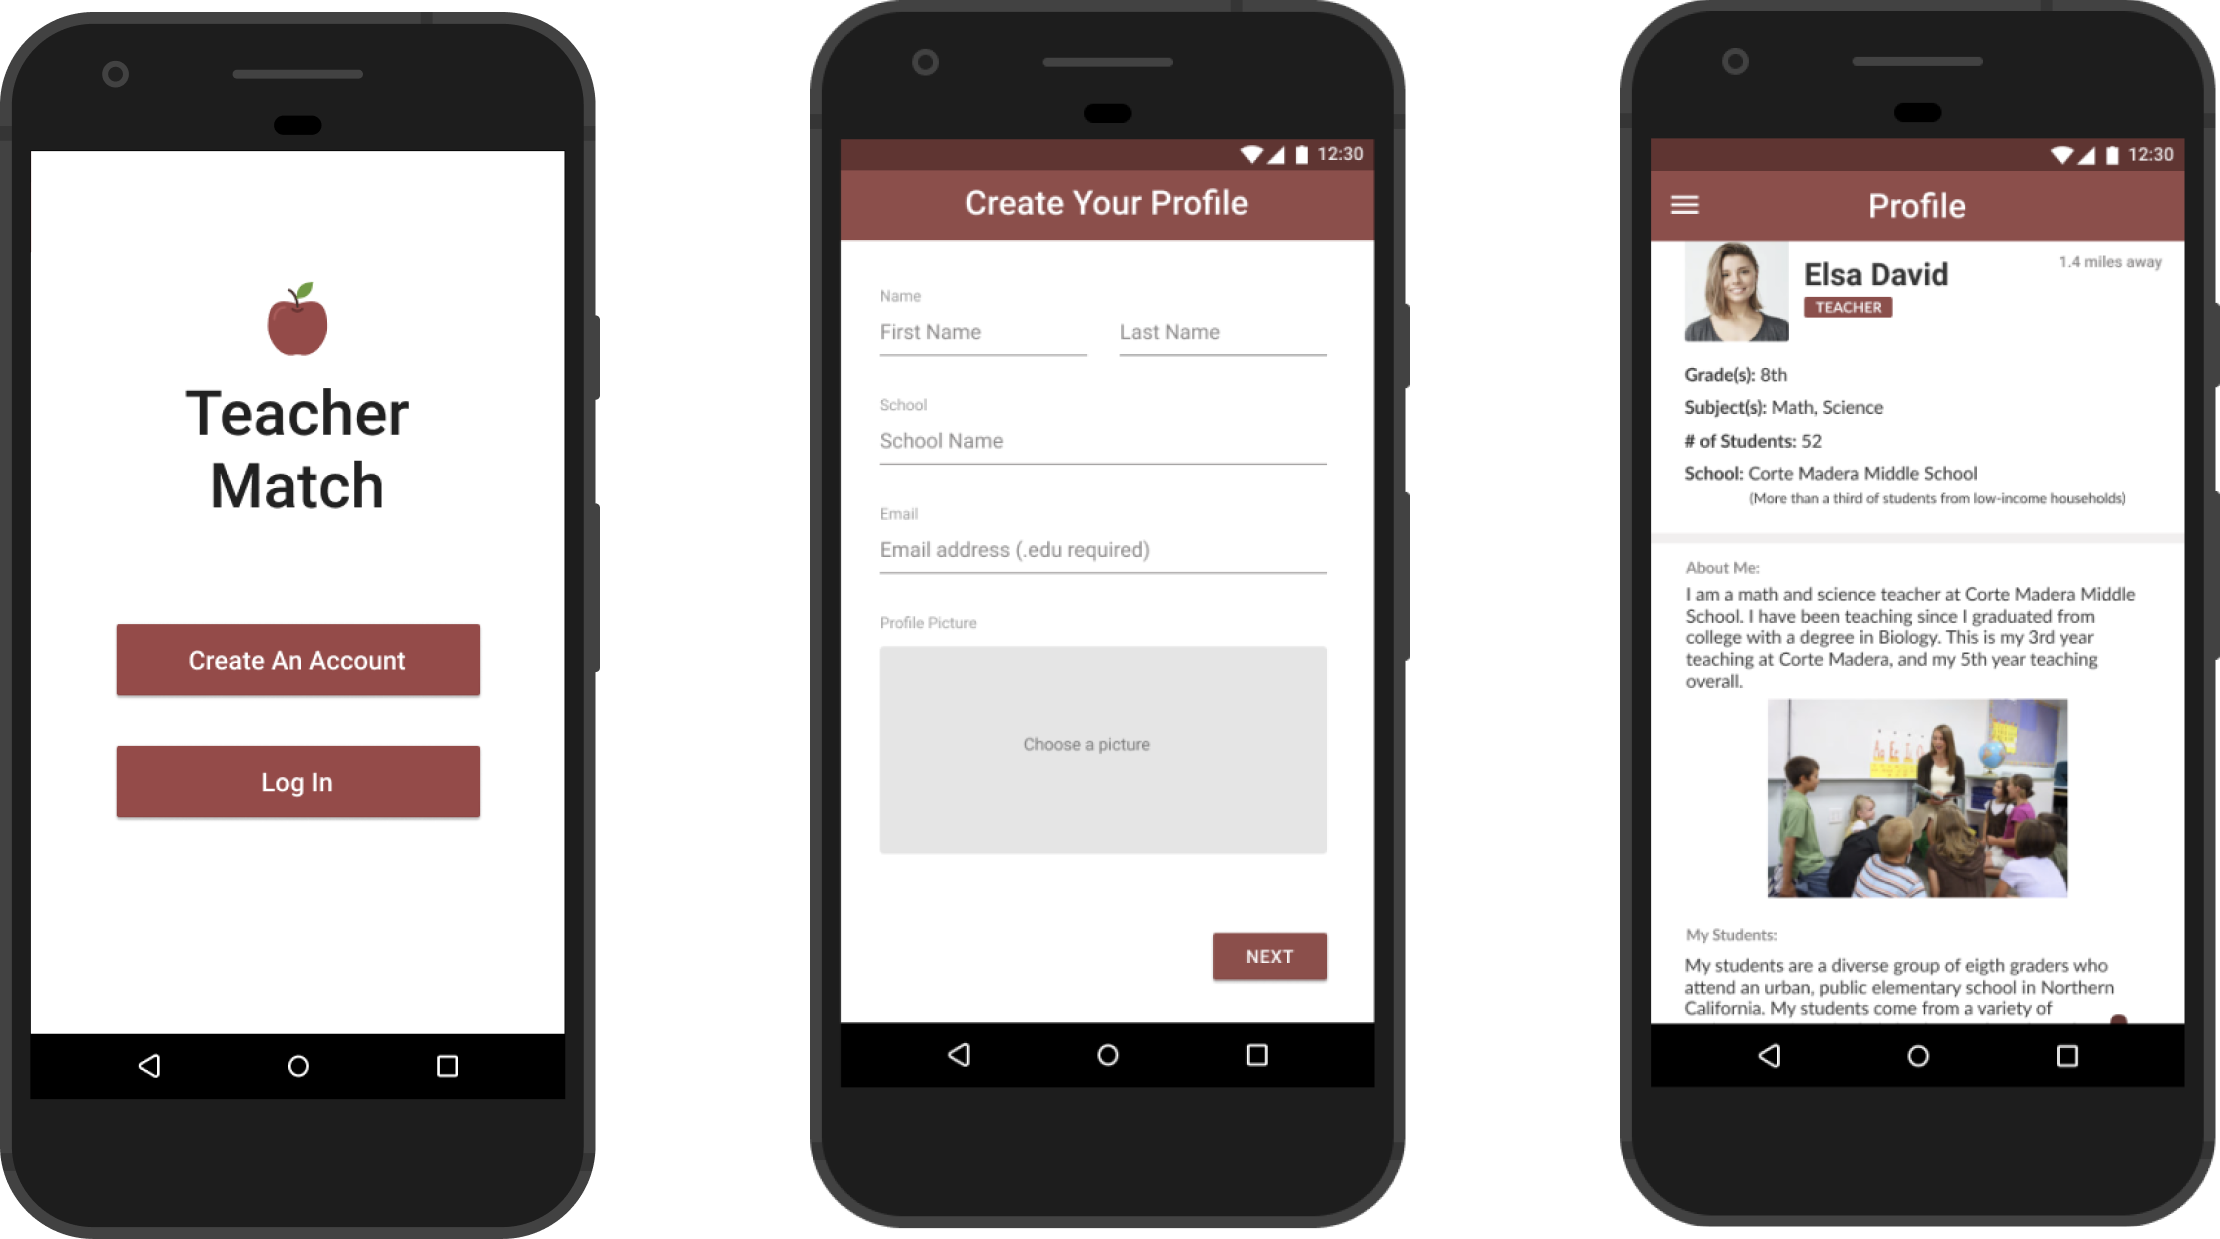 Teacher
Match
Create An Account
Log In
12:30
Create Your Profile
Name
First Name
Last Name
School
School Name
Email
Email address (.edu required)
Profile Picture
Choose a picture
NEXT
12:30
Profile
Elsa David
1.4 miles away
TEACHER
Grade(s): 8th
Subject(s): Math, Science
# of Students: 52
School: Corte Madera Middle School
(More than a third of students from low-income households)
About Me:
I am a math and science teacher at Corte Madera Middle
School. I have been teaching since I graduated from
college with a degree in Biology. This is my 3rd year
teaching at Corte Madera, and my 5th year teaching
overall.
My Students:
My students are a diverse group of eigth graders who
attend an urban, public elementary school in Northern
California. My students come from a variety of